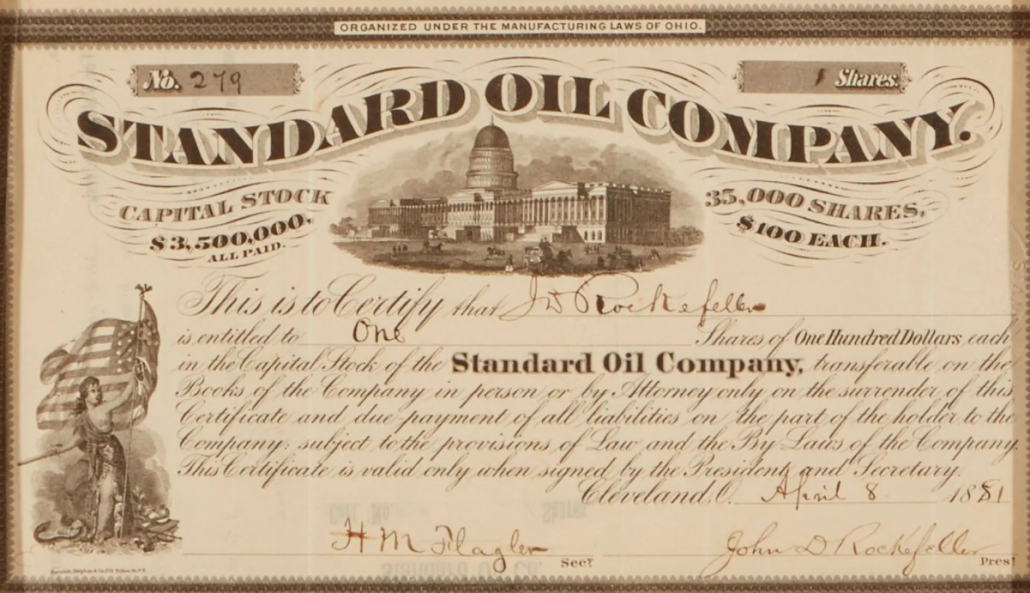 ORGANIZED UNDER THE MANUFACTURING LAWS OF OHIO.
No. 279
1 Shares.
STANDARD OIL COMPANY.
CAPITAL STOCK
$3,500,000.
ALL PAID.
35,000 SHARES.
$100 EACH.
This is to Certify that J D Rockefeller
is entitled to One Shares of One Hundred Dollars each
in the Capital Stock of the Standard Oil Company, transferable on the
Books of the Company in person or by Attorney only on the surrender of this
Certificate and due payment of all liabilities on the part of the holder to the
Company: subject to the provisions of Law and the By Laws of the Company.
This Certificate is valid only when signed by the President and Secretary.
Cleveland, O. April 8 1881
H M Flagler Secy
John D Rockefeller Prest